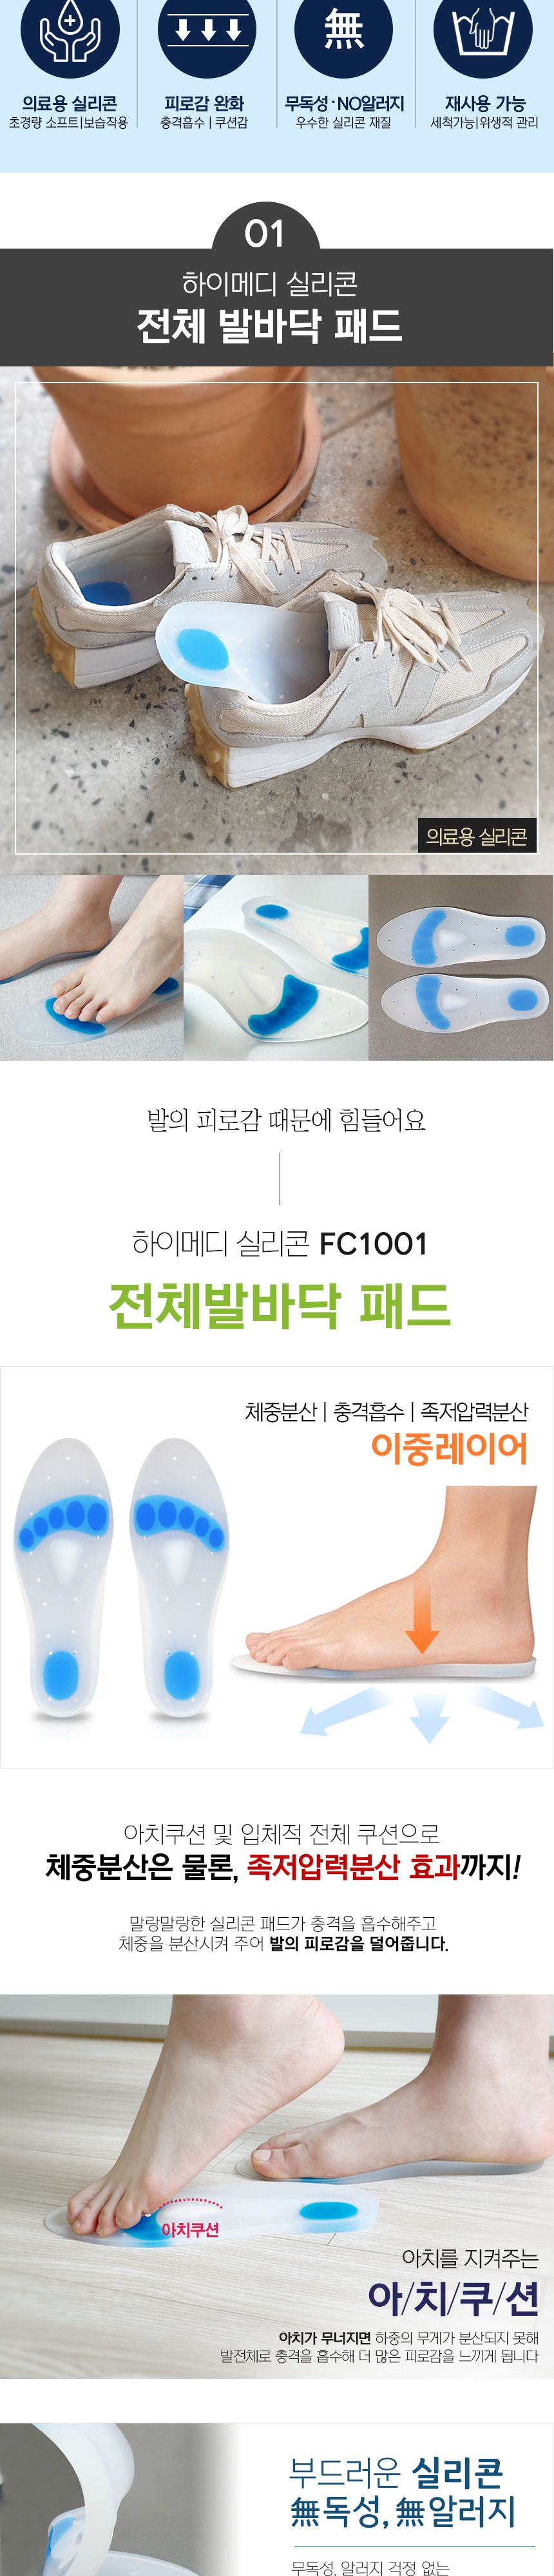 無
의료용 실리콘
초경량 소프트|보습작용
피로감 완화
충격흡수 | 쿠션감
무독성·NO알러지
우수한 실리콘 재질
재사용 가능
세척가능|위생적 관리
01
하이메디 실리콘
전체 발바닥 패드
의료용 실리콘
발의 피로감 때문에 힘들어요
하이메디 실리콘 FC1001
전체발바닥 패드
체중분산 | 충격흡수 | 족저압력분산
이중레이어
아치쿠션 및 입체적 전체 쿠션으로
체중분산은 물론, 족저압력분산 효과까지!
말랑말랑한 실리콘 패드가 충격을 흡수해주고
체중을 분산시켜 주어 발의 피로감을 덜어줍니다.
아치쿠션
아치를 지켜주는
아/치/쿠/션
아치가 무너지면 하중의 무게가 분산되지 못해
발전체로 충격을 흡수해 더 많은 피로감을 느끼게 됩니다
부드러운 실리콘
無독성, 無알러지
무독성, 알러지 걱정 없는